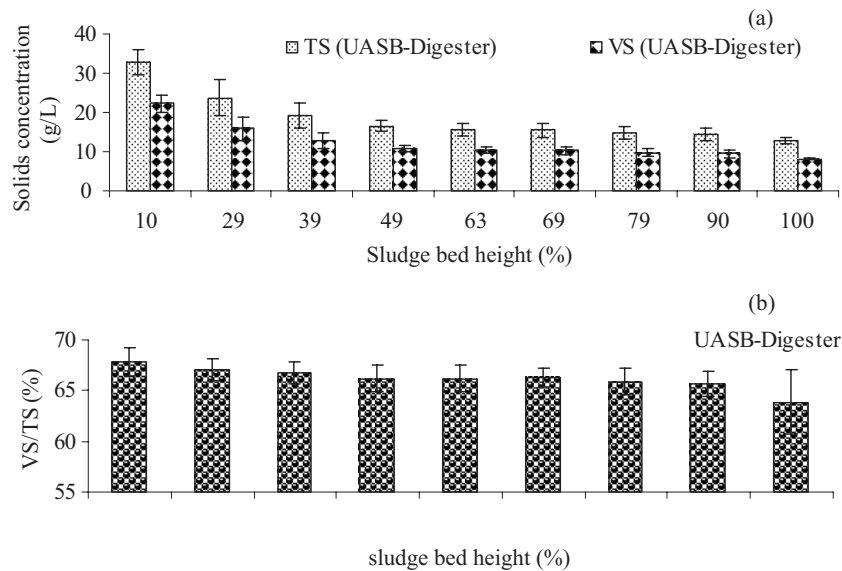 (a)
TS (UASB-Digester) VS (UASB-Digester)
Solids concentration
(g/L)
40
30
20
10
0
10 29 39 49 63 69 79 90 100
Sludge bed height (%)
(b)
UASB-Digester
VS/TS (%)
70
65
60
55
sludge bed height (%)